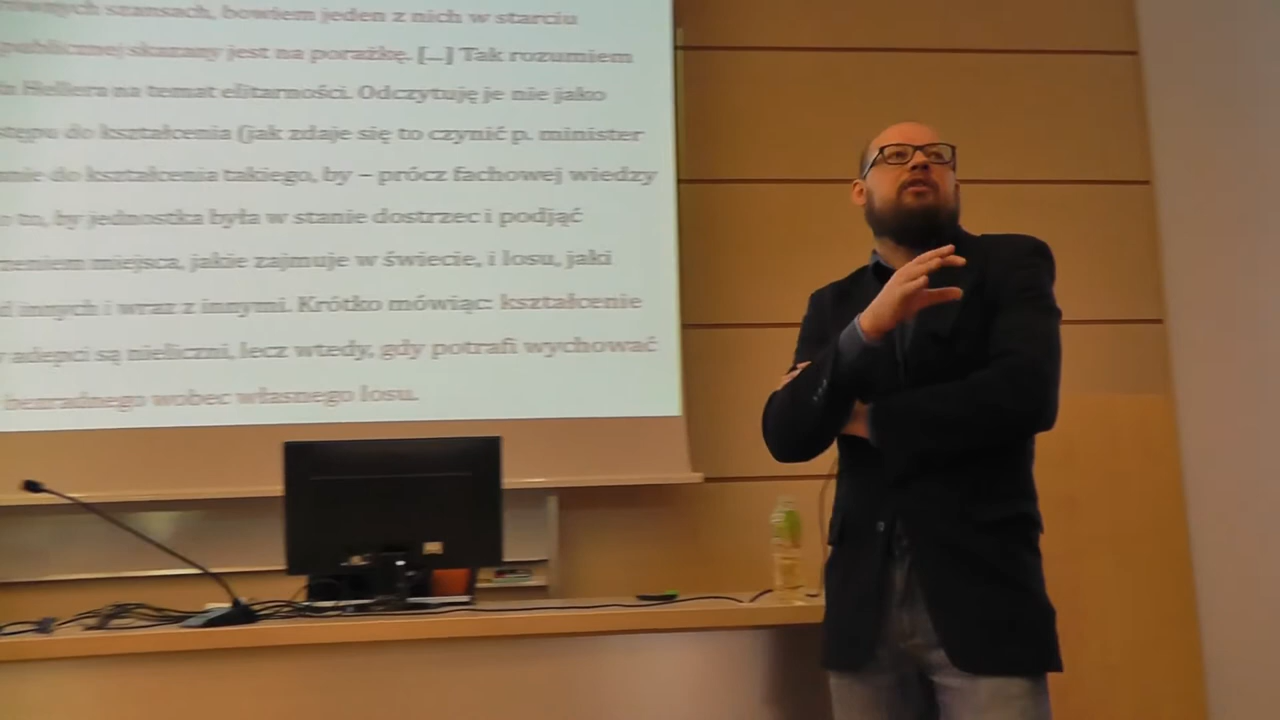 szansach, bowiem jeden z nich w starciu
publicznej skazany jest na porażkę. [...] Tak rozumiem
Hellera na temat elitarności. Odczytuję je nie jako
do kształcenia (jak zdaje się to czynić p. minister
do kształcenia takiego, by – prócz fachowej wiedzy
o to, by jednostka była w stanie dostrzec i podjąć
miejsca, jakie zajmuje w świecie, i losu, jaki
innych i wraz z innymi. Krótko mówiąc: kształcenie
adepci są nieliczni, lecz wtedy, gdy potrafi wychować
bezradnego wobec własnego losu.